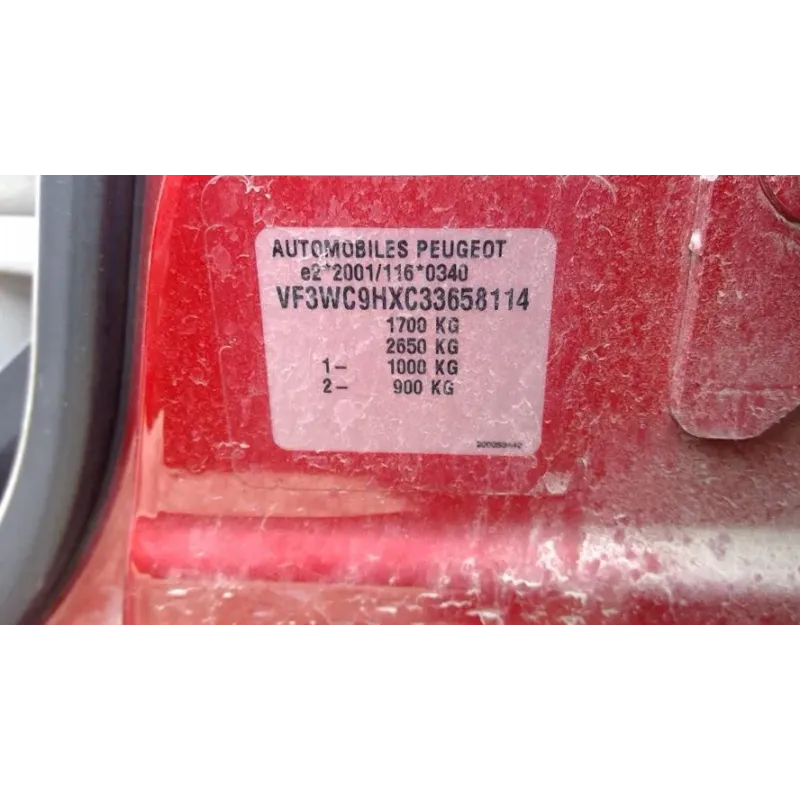 AUTOMOBILES PEUGEOT
e2*2001/116*0340
VF3WC9HXC33658114
1700 KG
2650 KG
1- 1000 KG
2- 900 KG